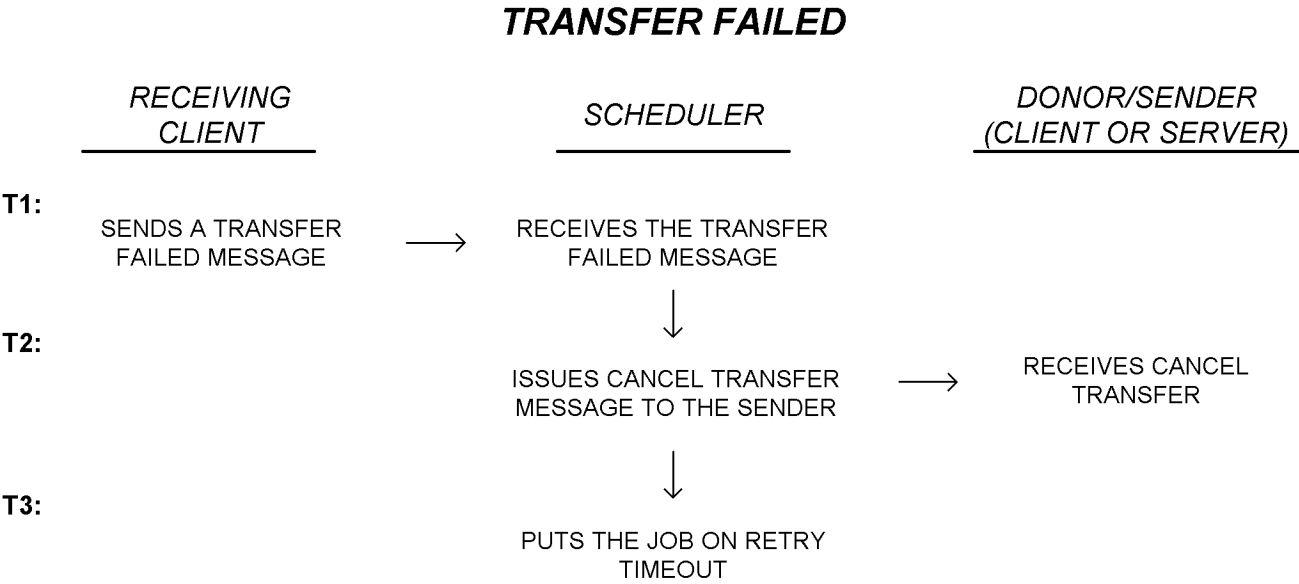 TRANSFER FAILED
RECEIVING
CLIENT
SCHEDULER
DONOR/SENDER
(CLIENT OR SERVER)
T1:
SENDS A TRANSFER
FAILED MESSAGE
RECEIVES THE TRANSFER
FAILED MESSAGE
T2:
ISSUES CANCEL TRANSFER
MESSAGE TO THE SENDER
RECEIVES CANCEL
TRANSFER
T3:
PUTS THE JOB ON RETRY
TIMEOUT